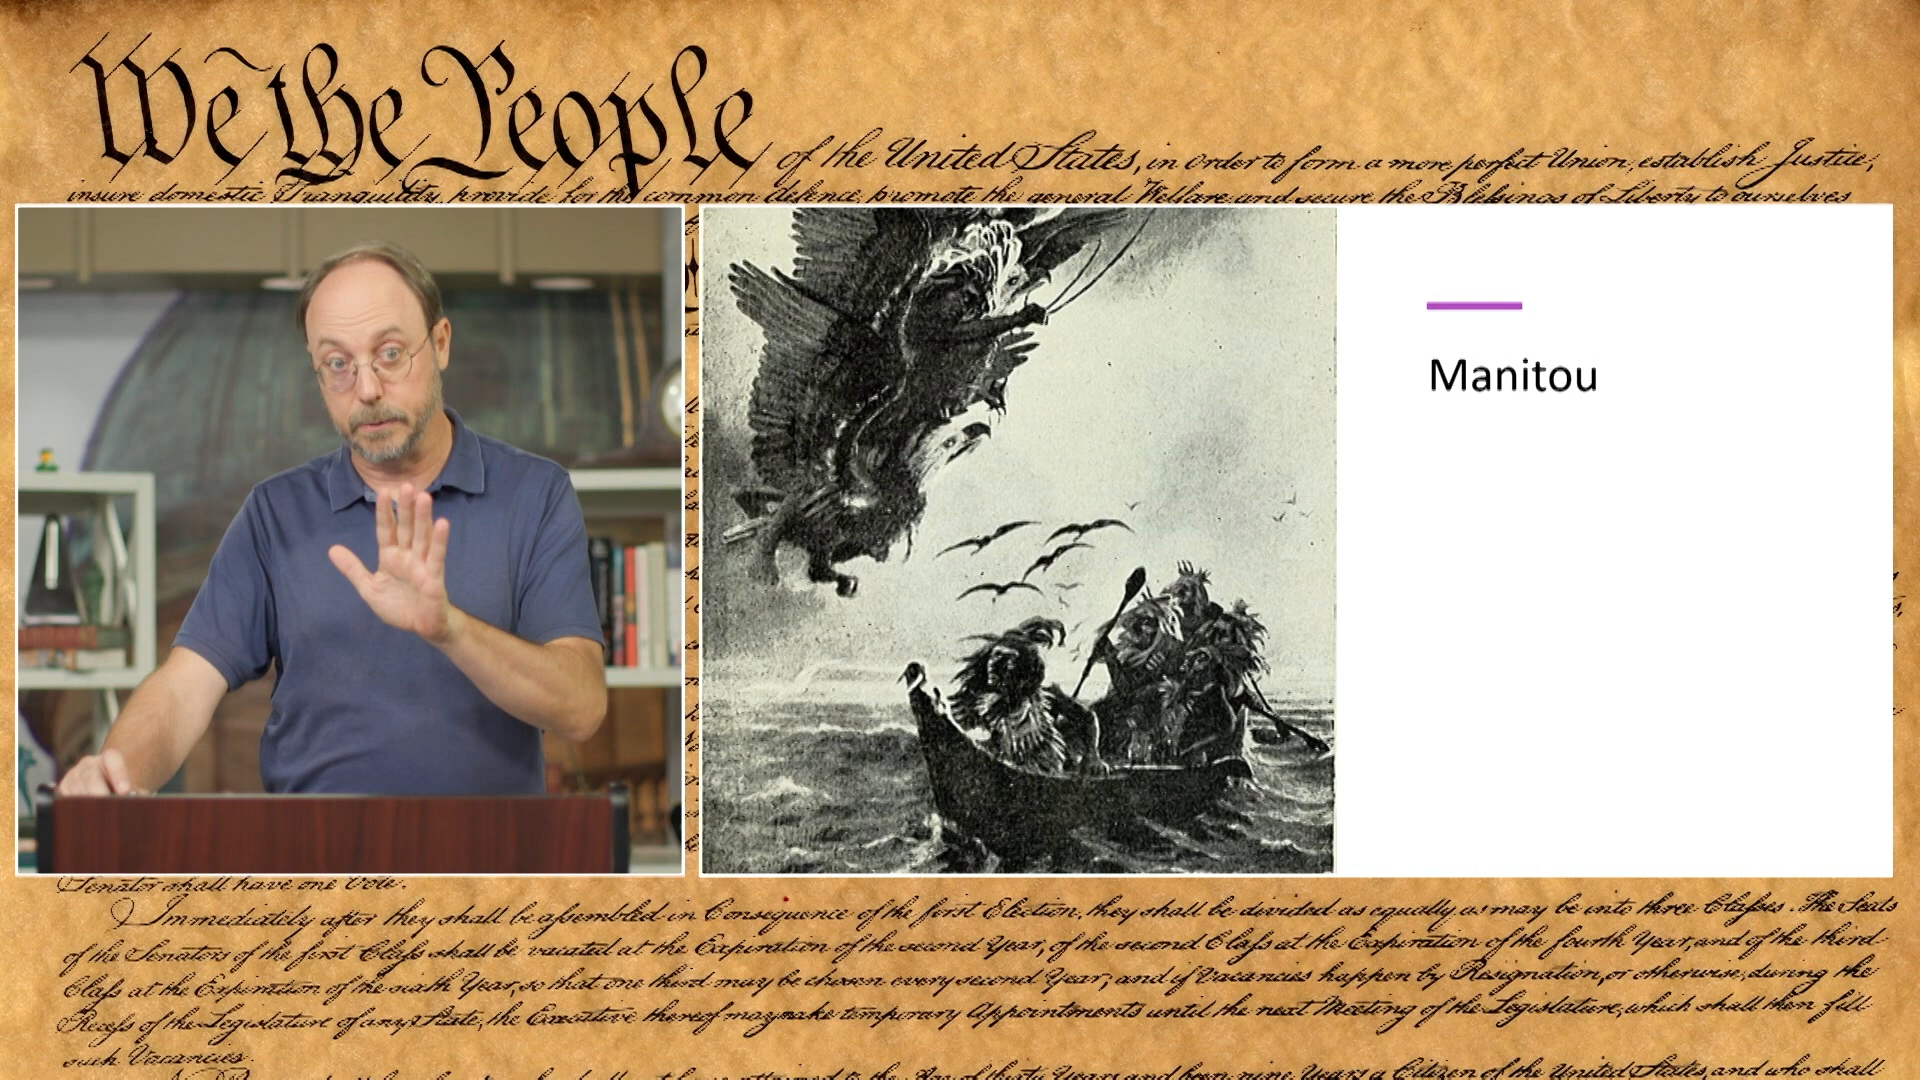 We the People of the United States, in order to form a more perfect Union, establish Justice,
insure domestic Tranquility, provide for the common defence, promote the general Welfare and secure the Blessings of Liberty to ourselves
Manitou
Senator shall have one Vote.
Immediately after they shall be assembled in Consequence of the first Election, they shall be divided as equally as may be into three Classes. The Seats
of the Senators of the first Class shall be vacated at the Expiration of the second Year, of the second Class at the Expiration of the fourth Year, and of the third
Class at the Expiration of the sixth Year, so that one third may be chosen every second Year; and if Vacancies happen by Resignation, or otherwise, during the
Recess of the Legislature of any State, the Executive thereof may make temporary Appointments until the next Meeting of the Legislature, which shall then fill
such Vacancies.
Years and been nine Years a Citizen of the United States, and who shall